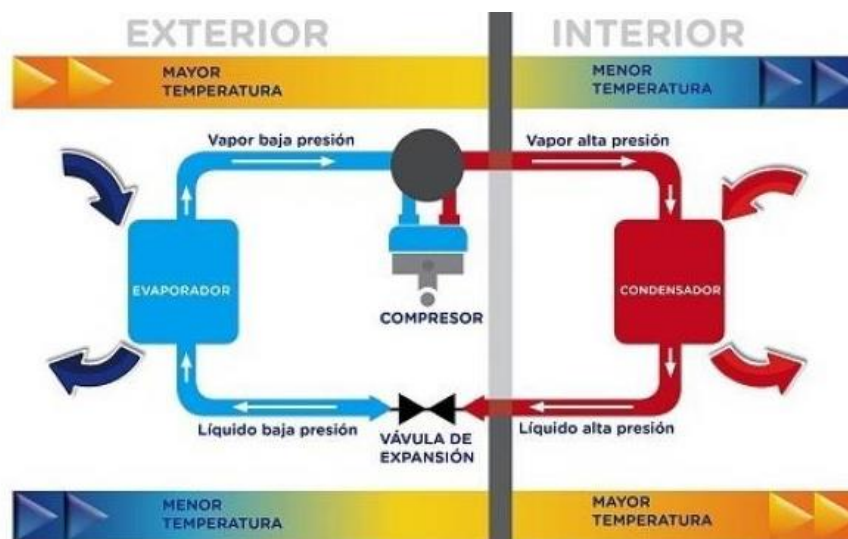 EXTERIOR
INTERIOR
MAYOR
TEMPERATURA
MENOR
TEMPERATURA
Vapor baja presión
Vapor alta presión
EVAPORADOR
CONDENSADOR
COMPRESOR
Líquido baja presión
VÁVULA DE
EXPANSIÓN
Líquido alta presión
MENOR
TEMPERATURA
MAYOR
TEMPERATURA